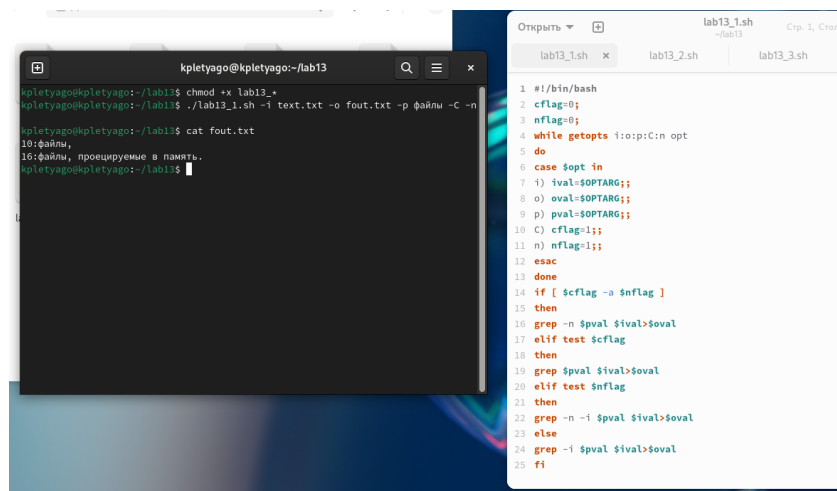 kpletyago@kpletyago:~/lab13
kpletyago@kpletyago:~/lab13$ chmod +x lab13_*
kpletyago@kpletyago:~/lab13$ ./lab13_1.sh -i text.txt -o fout.txt -p файлы -C -n
kpletyago@kpletyago:~/lab13$ cat fout.txt
10:файлы,
16:файлы, проецируемые в память.
kpletyago@kpletyago:~/lab13$
Открыть
lab13_1.sh
~/lab13
Стр. 1, Стол
lab13_1.sh ×
lab13_2.sh
lab13_3.sh
1 #!/bin/bash
2 cflag=0;
3 nflag=0;
4 while getopts i:o:p:C:n opt
5 do
6 case $opt in
7 i) ival=$OPTARG;;
8 o) oval=$OPTARG;;
9 p) pval=$OPTARG;;
10 C) cflag=1;;
11 n) nflag=1;;
12 esac
13 done
14 if [ $cflag -a $nflag ]
15 then
16 grep -n $pval $ival>$oval
17 elif test $cflag
18 then
19 grep $pval $ival>$oval
20 elif test $nflag
21 then
22 grep -n -i $pval $ival>$oval
23 else
24 grep -i $pval $ival>$oval
25 fi